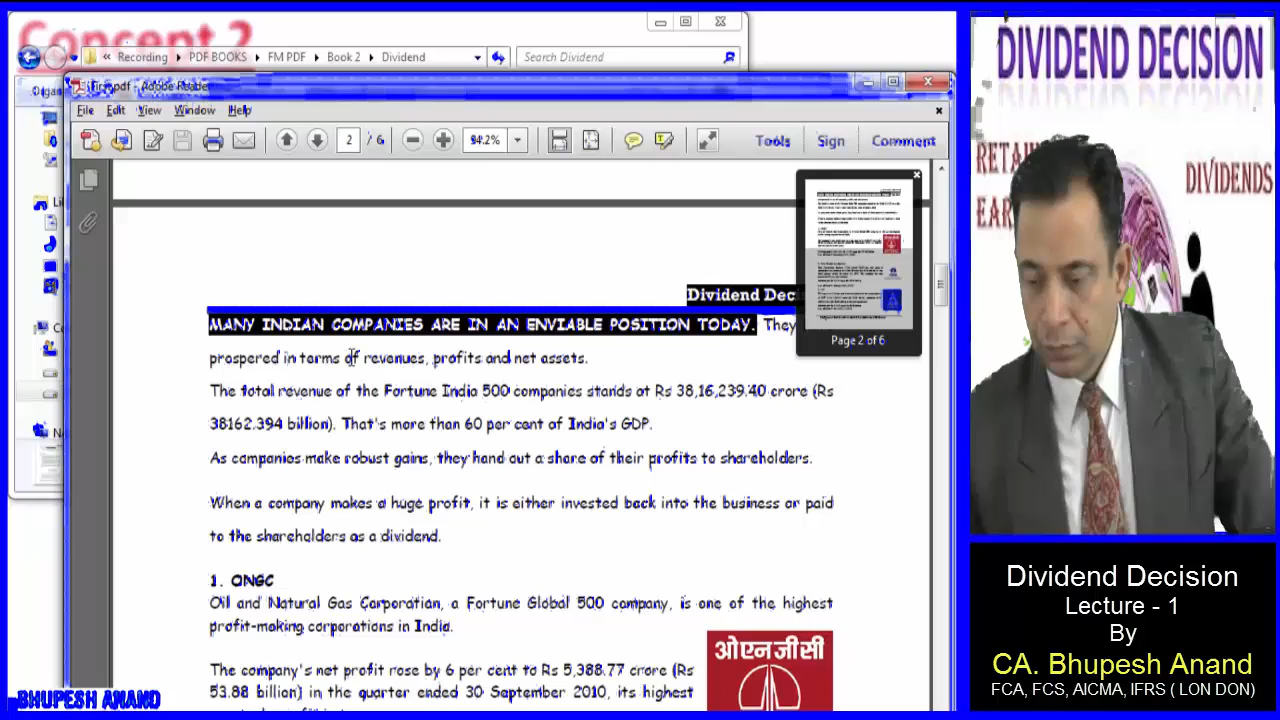 Concept 2
Recording
PDF BOOKS
FM PDF
Book 2
Dividend
Search Dividend
Adobe Reader
File Edit View Window Help
2 / 6
94.2%
Tools
Sign
Comment
Page 2 of 6
MANY INDIAN COMPANIES ARE IN AN ENVIABLE POSITION TODAY. They
prospered in terms of revenues, profits and net assets.
The total revenue of the Fortune India 500 companies stands at Rs 38,16,239.40 crore (Rs
38162.394 billion). That's more than 60 per cent of India's GDP.
As companies make robust gains, they hand out a share of their profits to shareholders.
When a company makes a huge profit, it is either invested back into the business or paid
to the shareholders as a dividend.
1. ONGC
Oil and Natural Gas Corporation, a Fortune Global 500 company, is one of the highest
profit-making corporations in India.
The company's net profit rose by 6 per cent to Rs 5,388.77 crore (Rs
53.88 billion) in the quarter ended 30 September 2010, its highest
ओएनजीसी
BHUPESH ANAND
DIVIDEND DECISION
DIVIDENDS
Dividend Decision
Lecture - 1
By
CA. Bhupesh Anand
FCA, FCS, AICMA, IFRS ( LON DON)